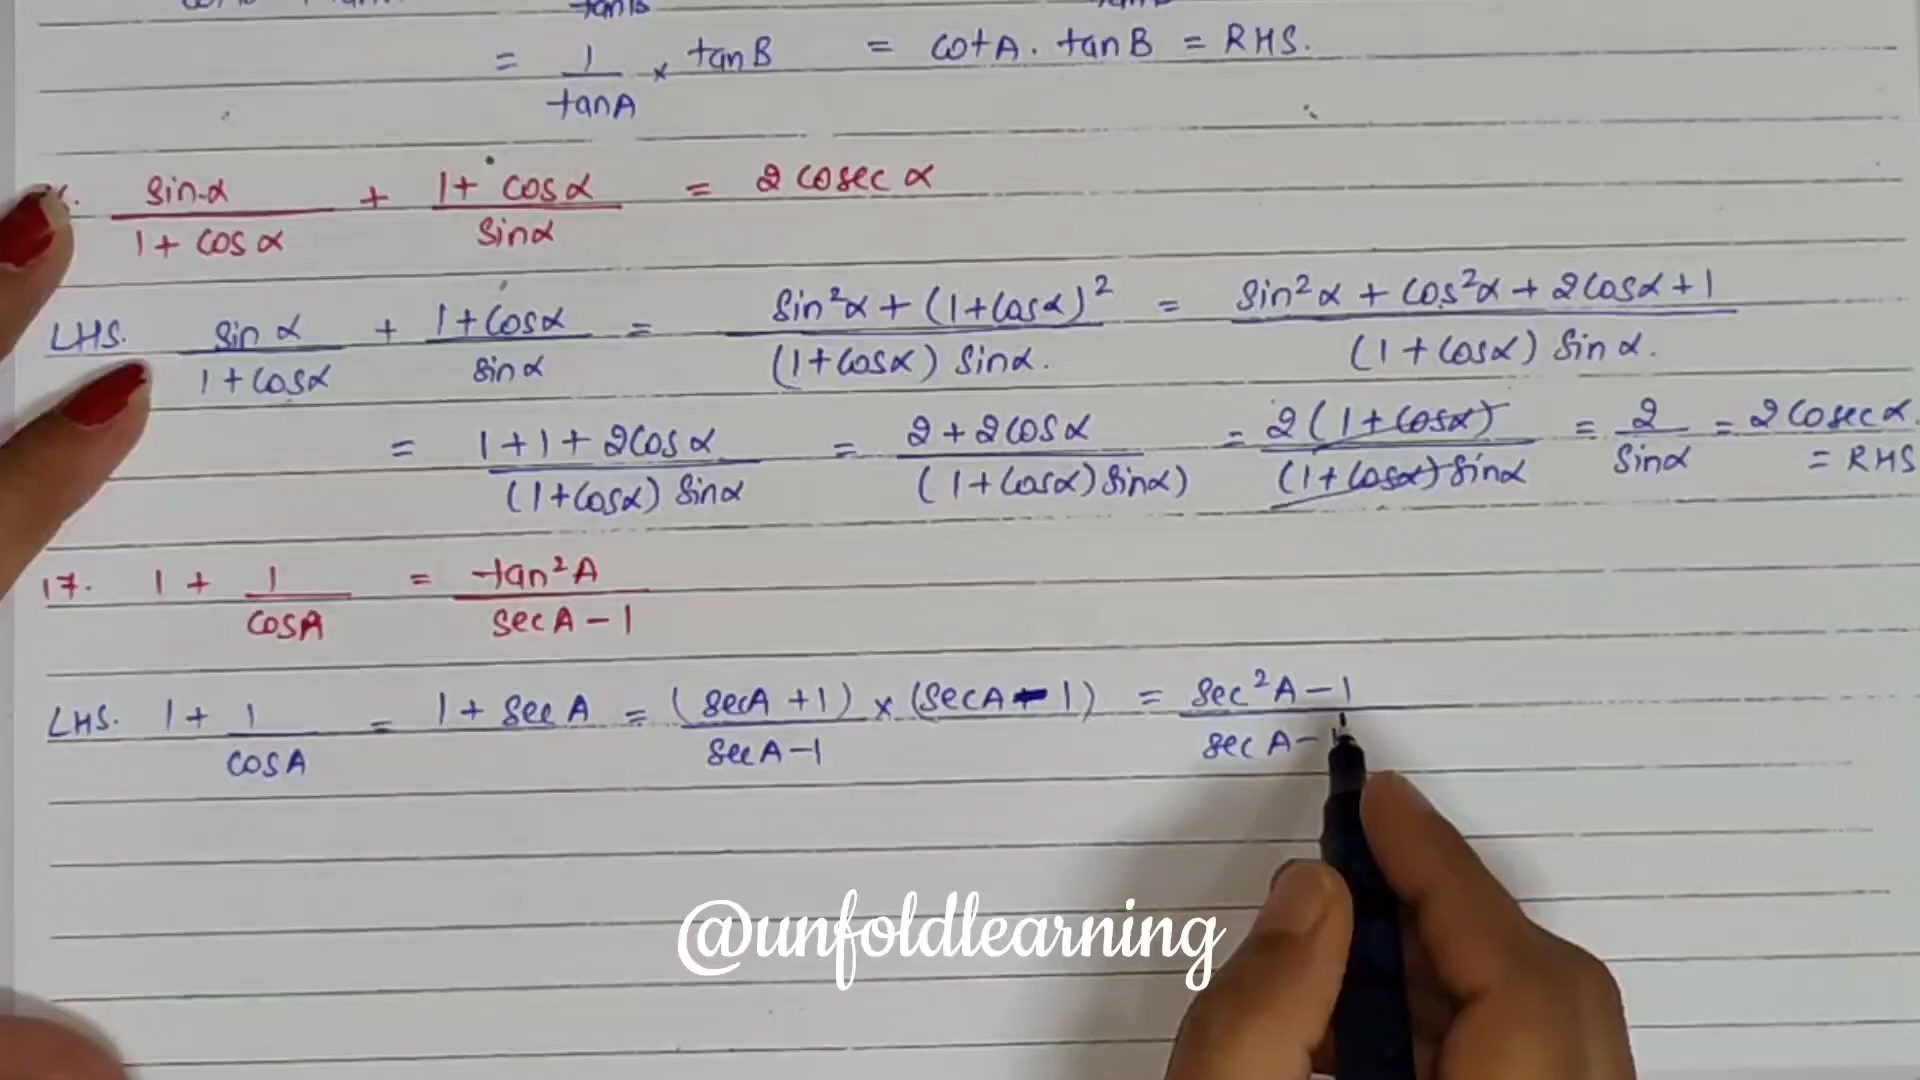 tanB
= 1/tanA × tanB = cotA . tanB = RHS.
sinα/(1 + cosα) + (1 + cosα)/sinα = 2 cosec α
LHS. sinα/(1 + cosα) + (1 + cosα)/sinα = (sin²α + (1+cosα)²)/((1+cosα) sinα.) = (sin²α + cos²α + 2cosα + 1)/((1 + cosα) sinα.)
= (1 + 1 + 2cosα)/((1+cosα) sinα) = (2 + 2cosα)/((1+cosα) sinα) = 2(1+cosα)/((1+cosα) sinα) = 2/sinα = 2 cosec α.
= RHS
17. 1 + 1/cosA = tan²A/(secA − 1)
LHS. 1 + 1/cosA = 1 + secA = (secA + 1)/(secA − 1) × (secA − 1) = (sec²A − 1)/(secA − 1)
@unfoldlearning